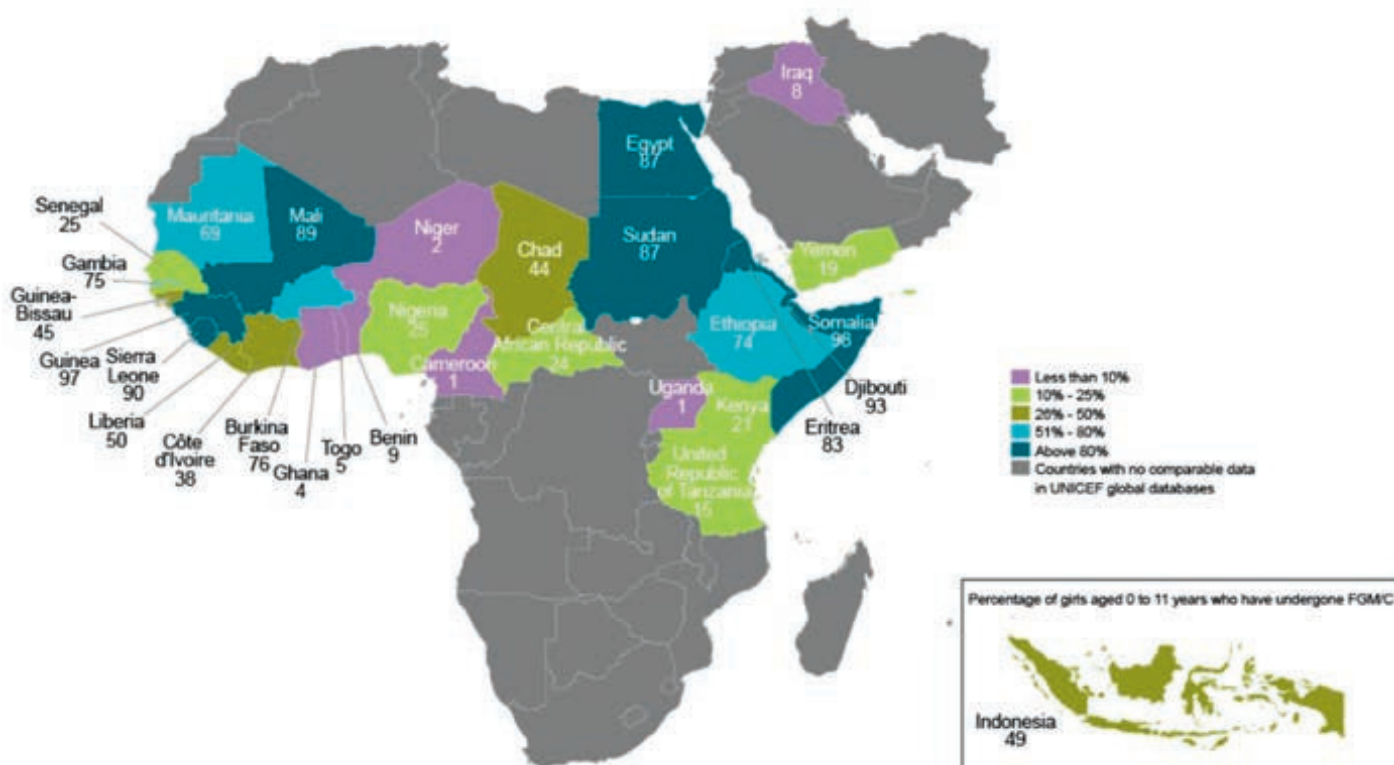 Iraq
8
Egypt
87
Senegal
25
Mauritania
69
Mali
89
Niger
2
Chad
44
Sudan
87
Yemen
19
Gambia
75
Guinea-
Bissau
45
Nigeria
25
Central
African Republic
24
Ethiopia
74
Somalia
98
Guinea
97
Sierra
Leone
90
Cameroon
1
Uganda
1
Kenya
21
Djibouti
93
Eritrea
83
Liberia
50
Côte
d'Ivoire
38
Burkina
Faso
76
Ghana
4
Togo
5
Benin
9
United
Republic
of Tanzania
15
Less than 10%
10% - 25%
26% - 50%
51% - 80%
Above 80%
Countries with no comparable data
in UNICEF global databases
Percentage of girls aged 0 to 11 years who have undergone FGM/C
Indonesia
49